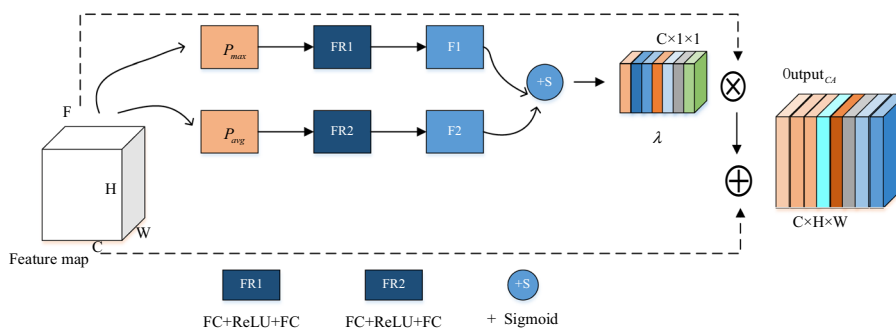 P_max FR1 F1
C×1×1
+S
0utput_CA
F
P_avg FR2 F2
λ
H
W
C
C×H×W
Feature map
FR1 FR2 +S
FC+ReLU+FC FC+ReLU+FC + Sigmoid